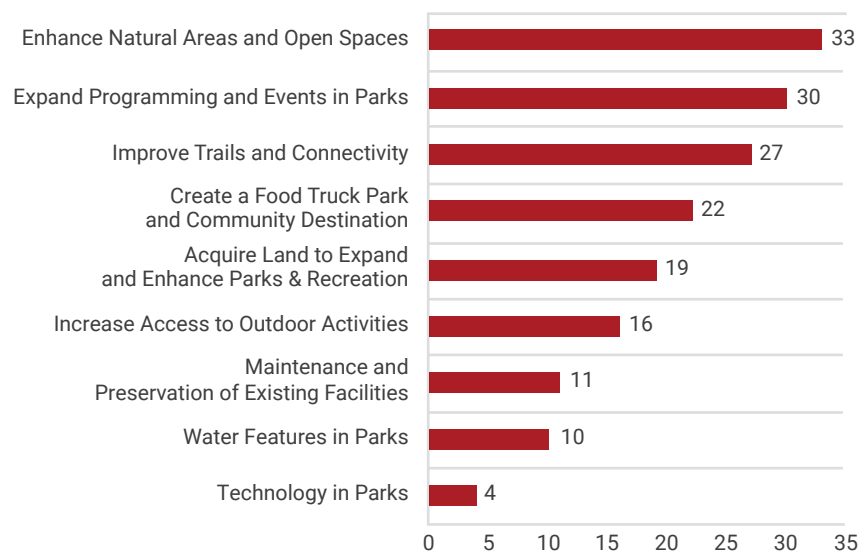 Enhance Natural Areas and Open Spaces 33
Expand Programming and Events in Parks 30
Improve Trails and Connectivity 27
Create a Food Truck Park
and Community Destination 22
Acquire Land to Expand
and Enhance Parks & Recreation 19
Increase Access to Outdoor Activities 16
Maintenance and
Preservation of Existing Facilities 11
Water Features in Parks 10
Technology in Parks 4
0 5 10 15 20 25 30 35